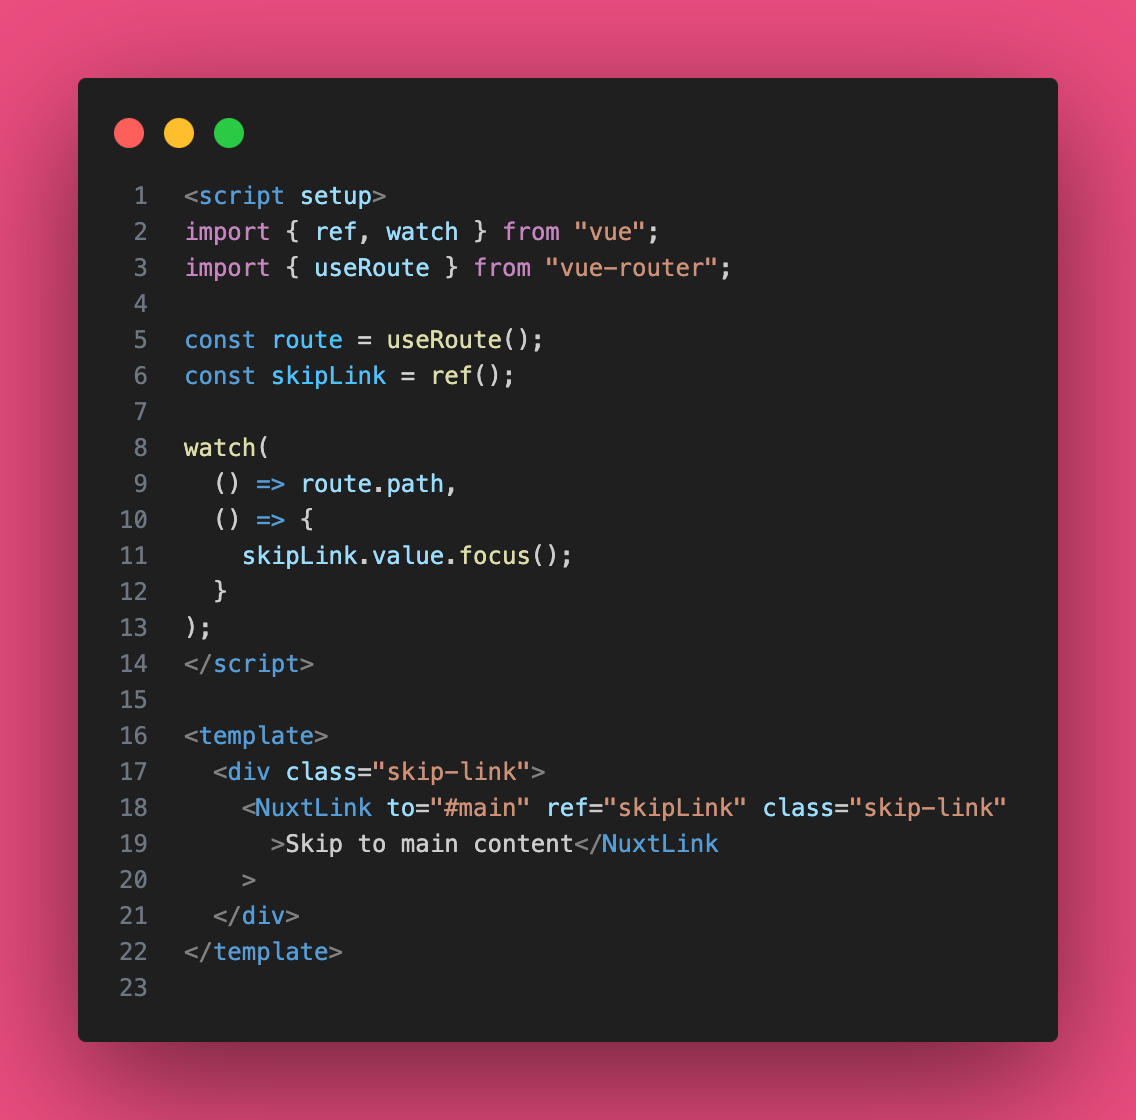 1 <script setup>
2 import { ref, watch } from "vue";
3 import { useRoute } from "vue-router";
4
5 const route = useRoute();
6 const skipLink = ref();
7
8 watch(
9   () => route.path,
10   () => {
11     skipLink.value.focus();
12   }
13 );
14 </script>
15
16 <template>
17   <div class="skip-link">
18     <NuxtLink to="#main" ref="skipLink" class="skip-link"
19       >Skip to main content</NuxtLink
20     >
21   </div>
22 </template>
23